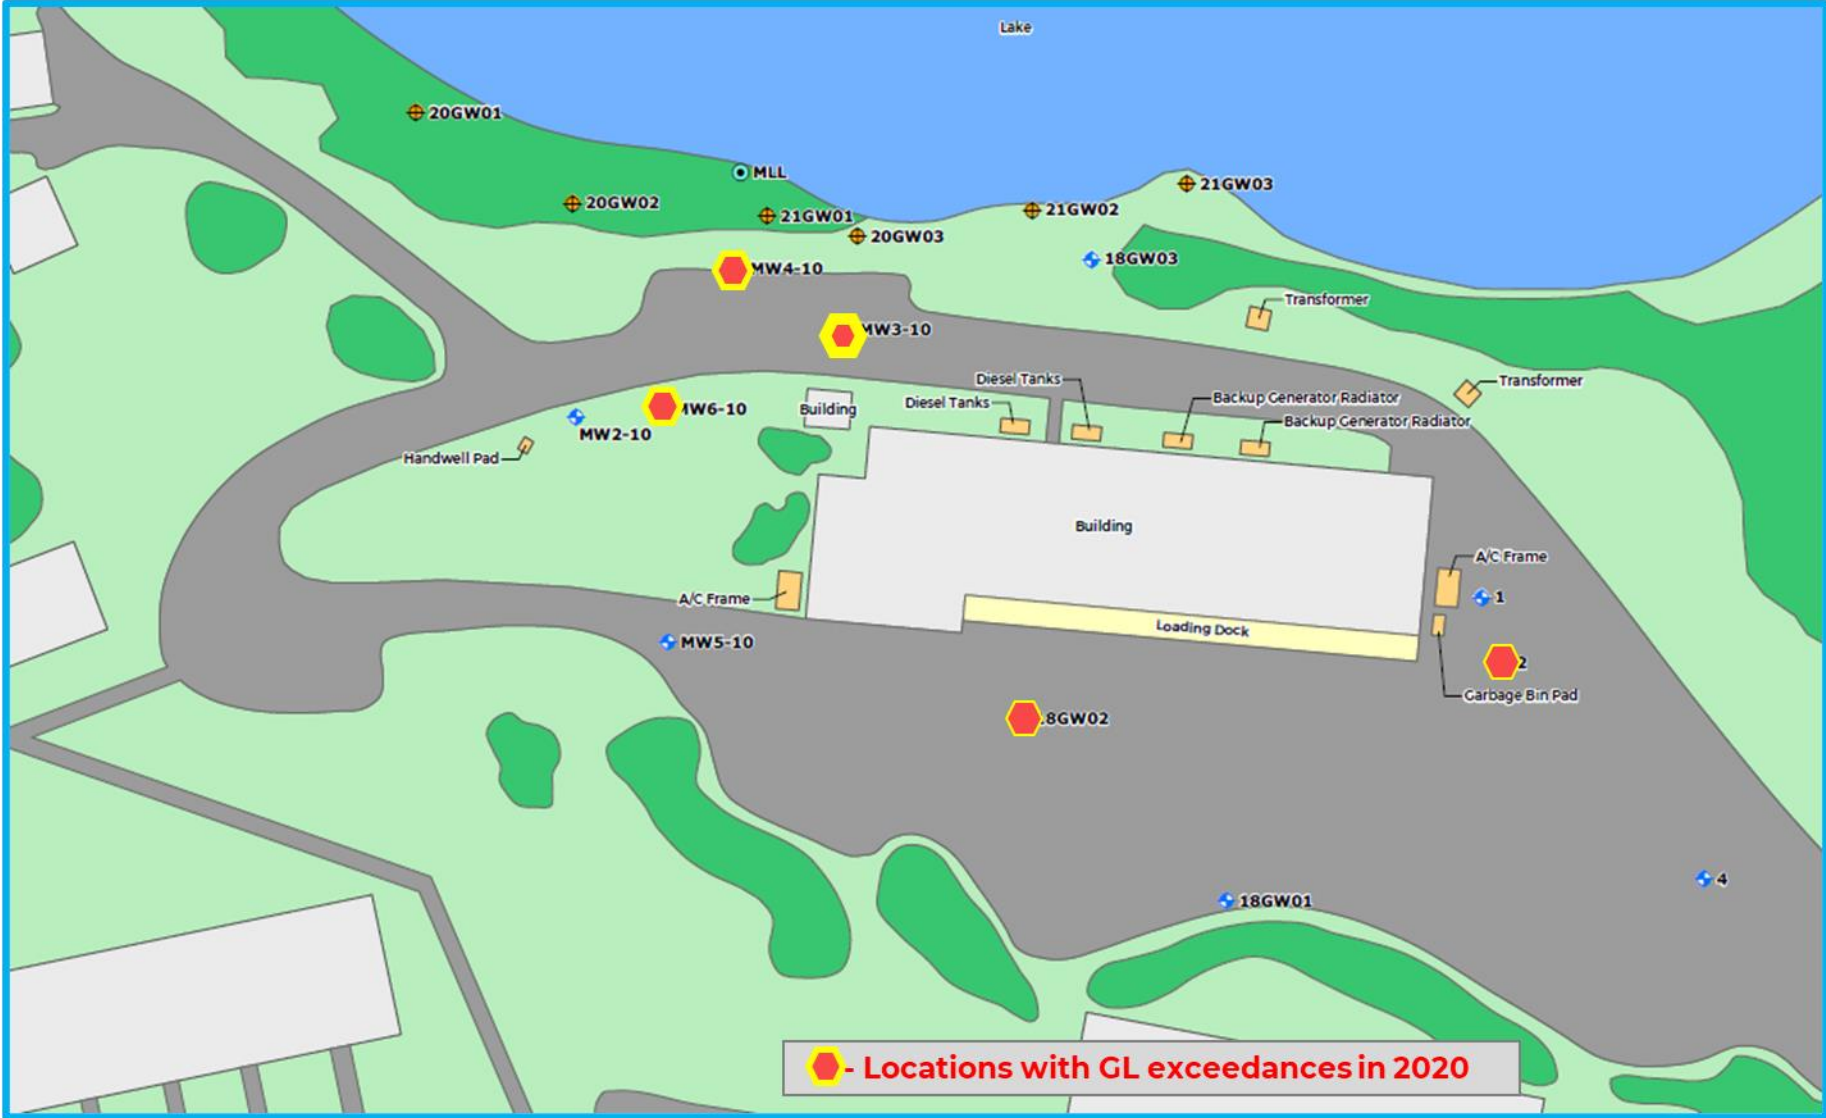 Lake
20GW01
MLL
21GW03
20GW02
21GW02
21GW01
20GW03
18GW03
MW4-10
Transformer
MW3-10
Diesel Tanks
Transformer
Backup Generator Radiator
Diesel Tanks
Building
MW6-10
Backup Generator Radiator
MW2-10
Handwell Pad
Building
A/C Frame
1
A/C Frame
Loading Dock
MW5-10
2
Garbage Bin Pad
18GW02
4
18GW01
- Locations with GL exceedances in 2020